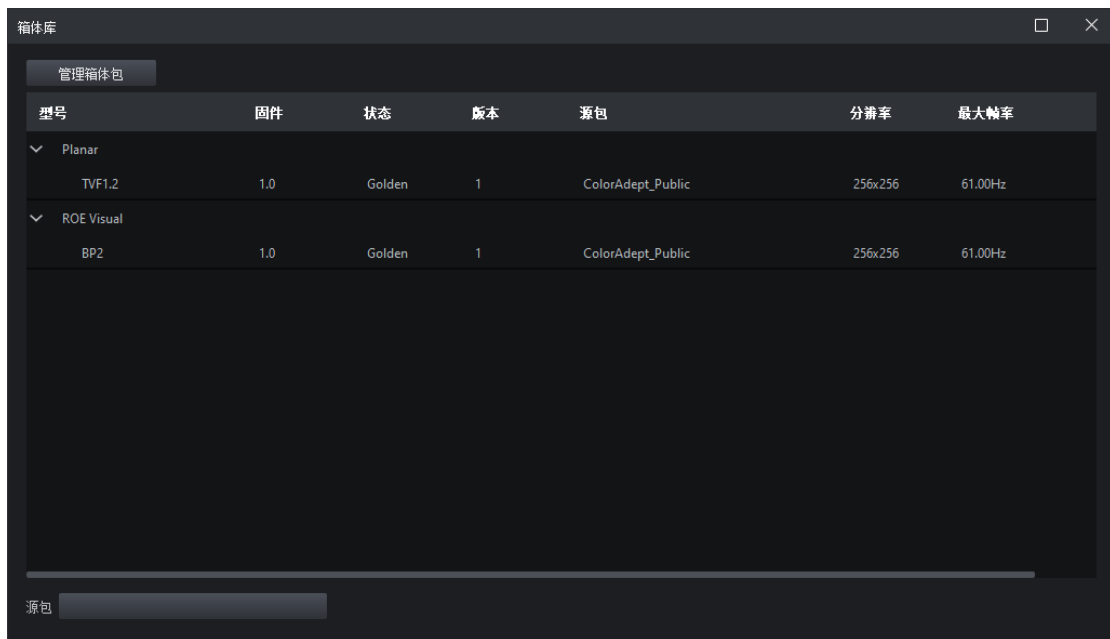 箱体库
管理箱体包
型号 固件 状态 版本 源包 分辨率 最大帧率
Planar
TVF1.2 1.0 Golden 1 ColorAdept_Public 256x256 61.00Hz
ROE Visual
BP2 1.0 Golden 1 ColorAdept_Public 256x256 61.00Hz
源包